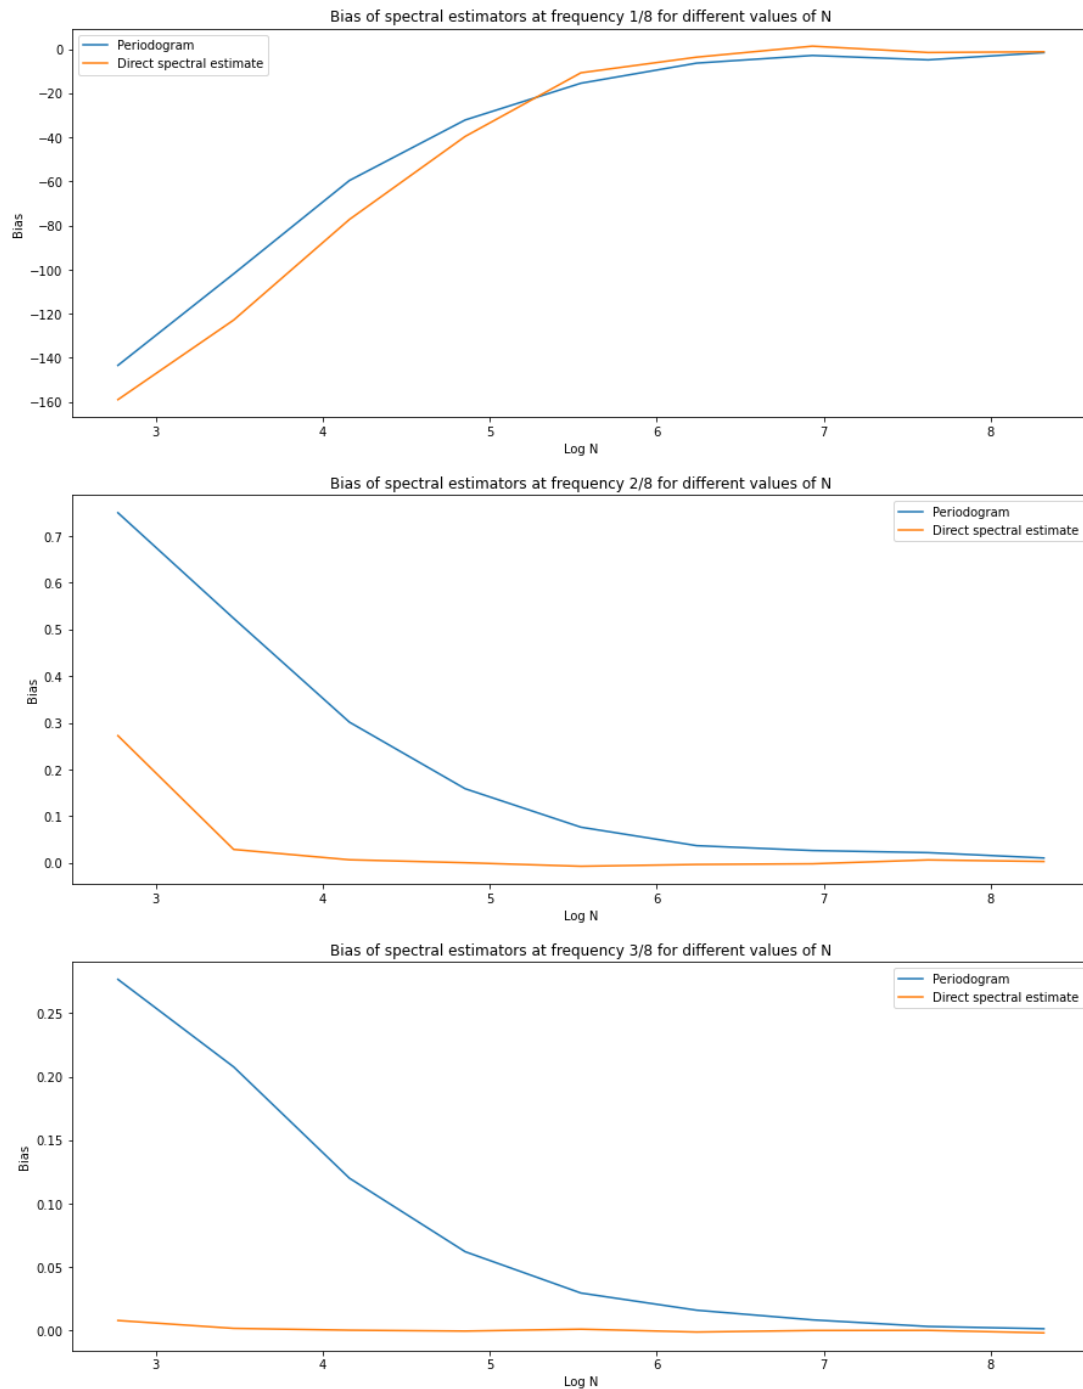 Bias of spectral estimators at frequency 1/8 for different values of N
Periodogram
Direct spectral estimate
0
−20
−40
−60
−80
−100
−120
−140
−160
Bias
3 4 5 6 7 8
Log N
Bias of spectral estimators at frequency 2/8 for different values of N
Periodogram
Direct spectral estimate
0.7
0.6
0.5
0.4
0.3
0.2
0.1
0.0
Bias
3 4 5 6 7 8
Log N
Bias of spectral estimators at frequency 3/8 for different values of N
Periodogram
Direct spectral estimate
0.25
0.20
0.15
0.10
0.05
0.00
Bias
3 4 5 6 7 8
Log N